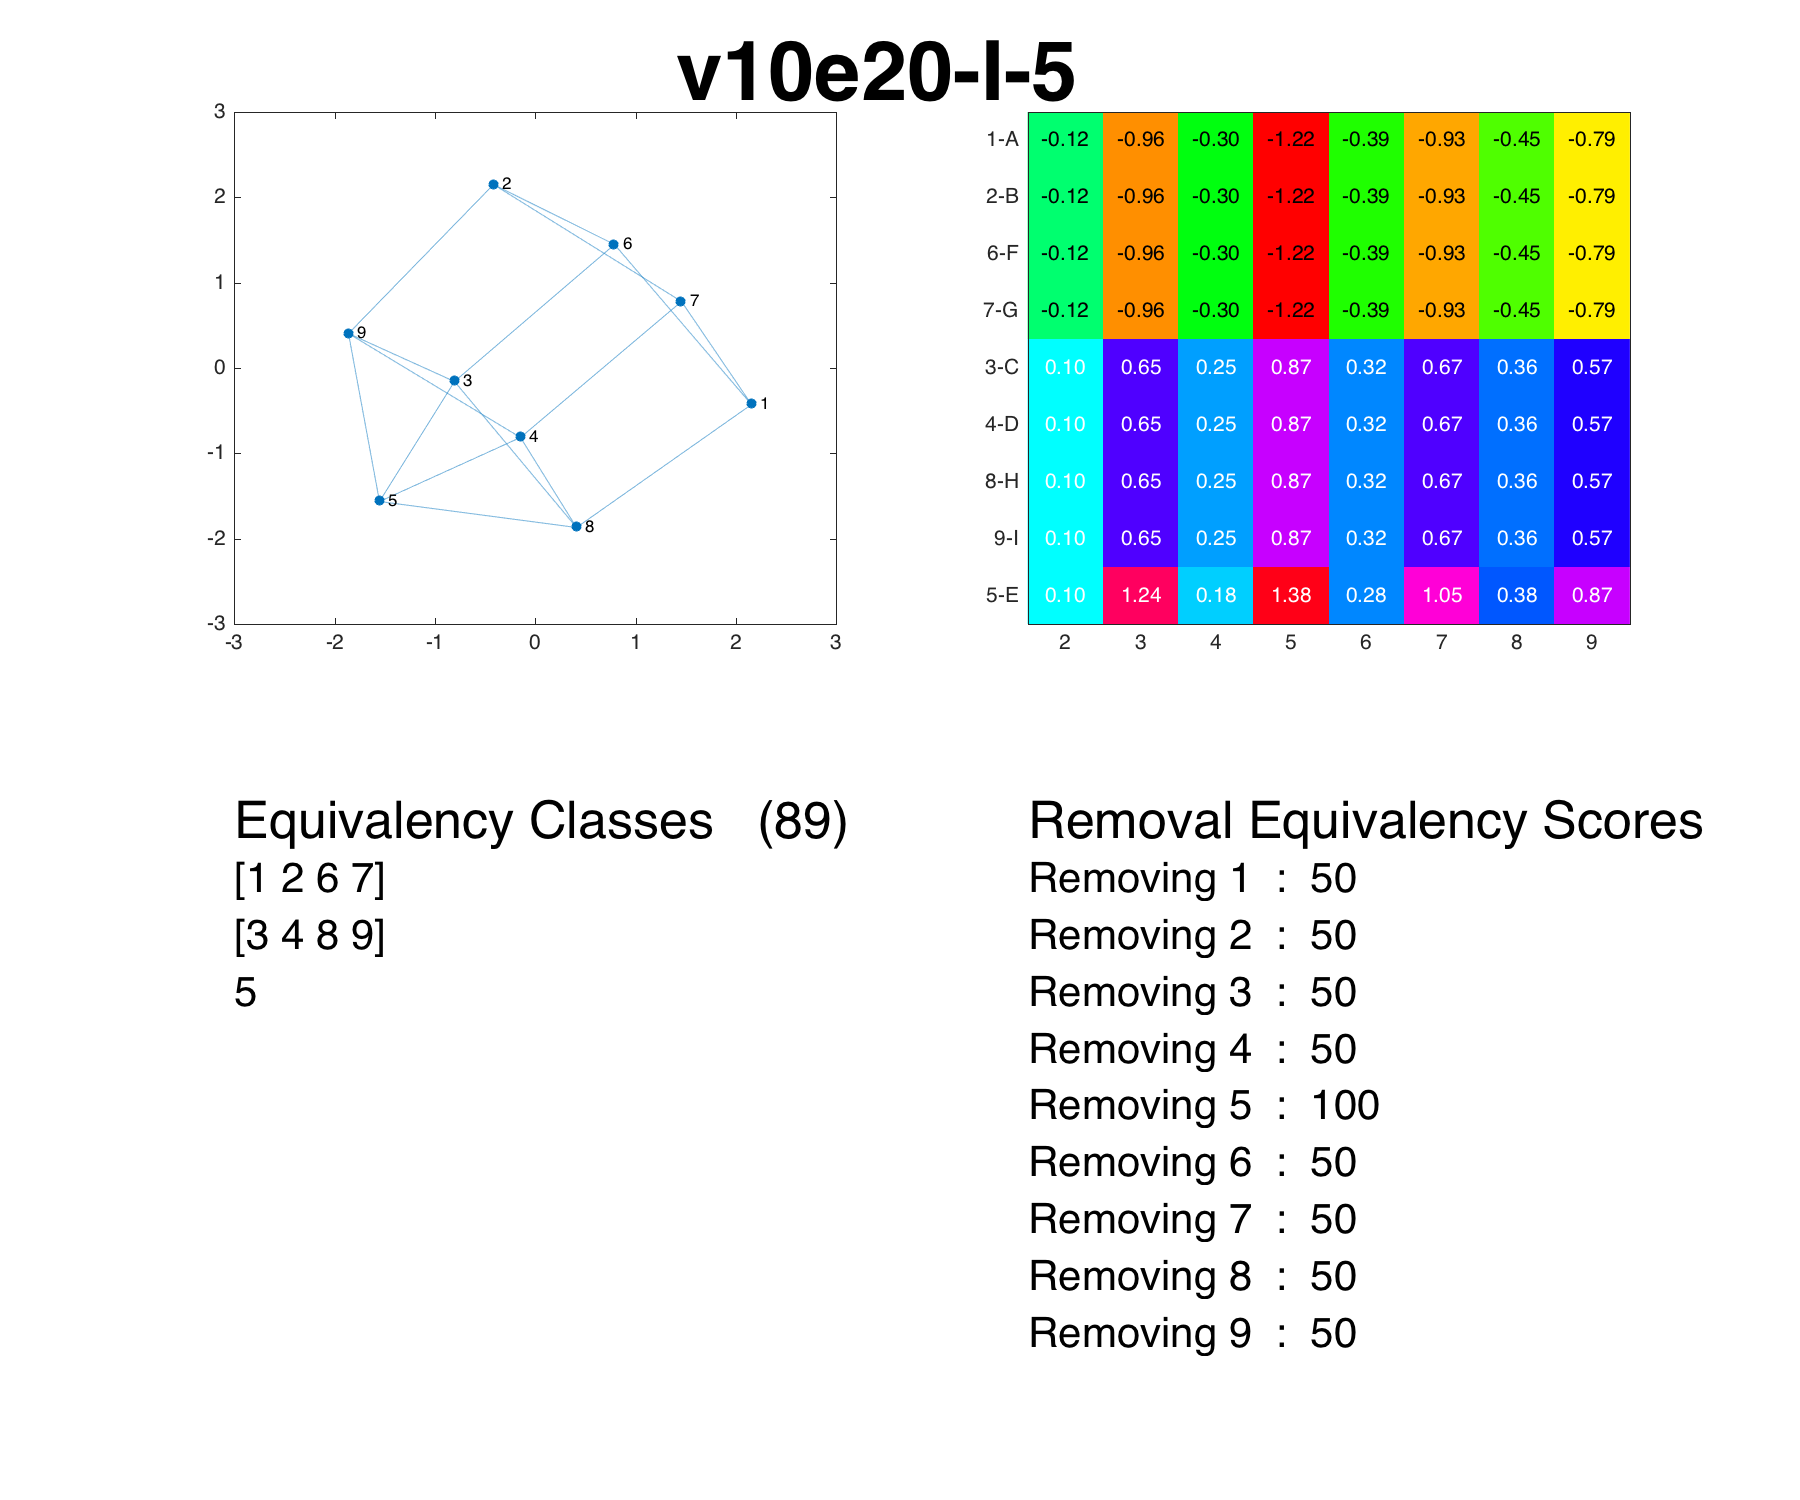 v10e20-l-5
3
2
1
0
-1
-2
-3
-3 -2 -1 0 1 2 3
2
6
7
9
3
1
4
5
8
1-A -0.12 -0.96 -0.30 -1.22 -0.39 -0.93 -0.45 -0.79
2-B -0.12 -0.96 -0.30 -1.22 -0.39 -0.93 -0.45 -0.79
6-F -0.12 -0.96 -0.30 -1.22 -0.39 -0.93 -0.45 -0.79
7-G -0.12 -0.96 -0.30 -1.22 -0.39 -0.93 -0.45 -0.79
3-C 0.10 0.65 0.25 0.87 0.32 0.67 0.36 0.57
4-D 0.10 0.65 0.25 0.87 0.32 0.67 0.36 0.57
8-H 0.10 0.65 0.25 0.87 0.32 0.67 0.36 0.57
9-I 0.10 0.65 0.25 0.87 0.32 0.67 0.36 0.57
5-E 0.10 1.24 0.18 1.38 0.28 1.05 0.38 0.87
2 3 4 5 6 7 8 9
Equivalency Classes (89)
[1 2 6 7]
[3 4 8 9]
5
Removal Equivalency Scores
Removing 1 : 50
Removing 2 : 50
Removing 3 : 50
Removing 4 : 50
Removing 5 : 100
Removing 6 : 50
Removing 7 : 50
Removing 8 : 50
Removing 9 : 50